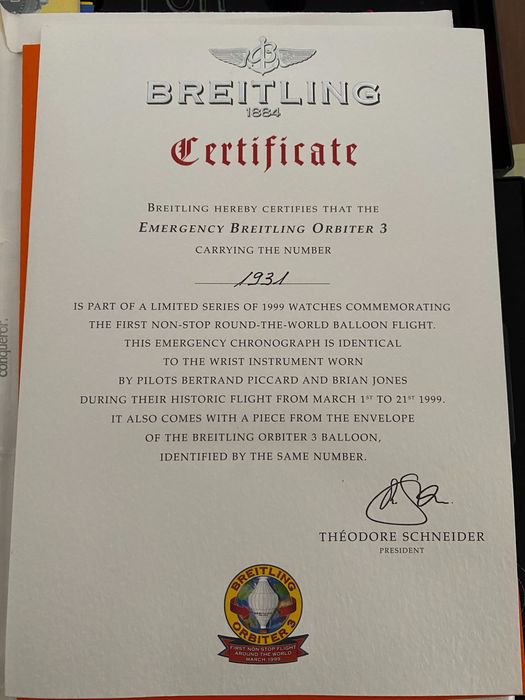 BREITLING
1884
Certificate
BREITLING HEREBY CERTIFIES THAT THE
EMERGENCY BREITLING ORBITER 3
CARRYING THE NUMBER
1931
IS PART OF A LIMITED SERIES OF 1999 WATCHES COMMEMORATING
THE FIRST NON-STOP ROUND-THE-WORLD BALLOON FLIGHT.
THIS EMERGENCY CHRONOGRAPH IS IDENTICAL
TO THE WRIST INSTRUMENT WORN
BY PILOTS BERTRAND PICCARD AND BRIAN JONES
DURING THEIR HISTORIC FLIGHT FROM MARCH 1ST TO 21ST 1999.
IT ALSO COMES WITH A PIECE FROM THE ENVELOPE
OF THE BREITLING ORBITER 3 BALLOON,
IDENTIFIED BY THE SAME NUMBER.
THÉODORE SCHNEIDER
PRESIDENT
BREITLING
ORBITER 3
FIRST NON STOP FLIGHT
AROUND THE WORLD
MARCH 1999
conqueror.